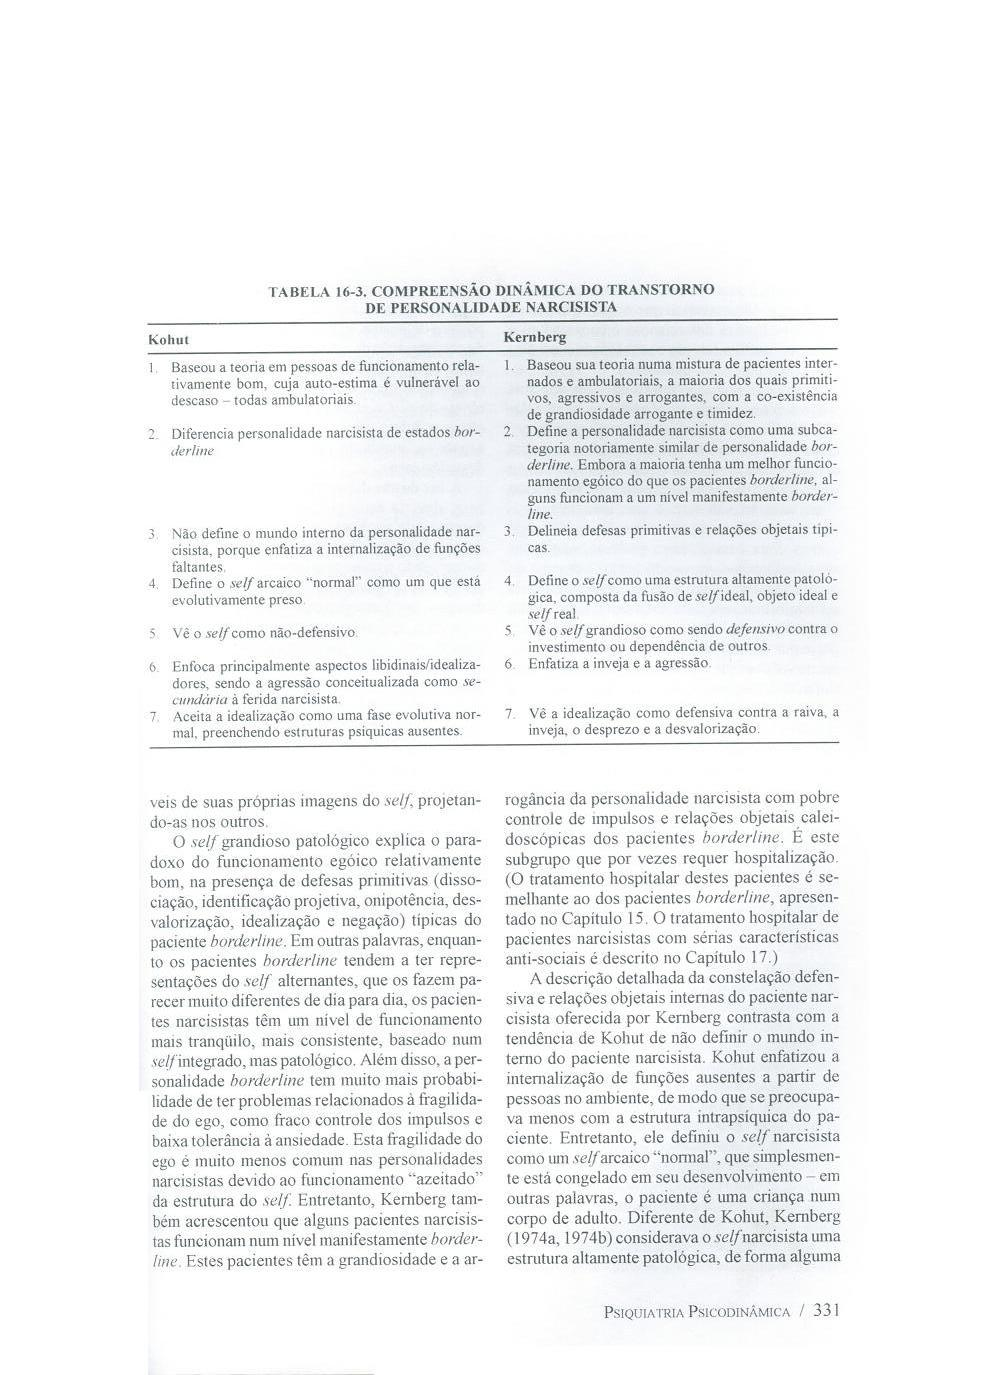 TABELA 16-3. COMPREENSÃO DINÂMICA DO TRANSTORNO
DE PERSONALIDADE NARCISISTA
Kohut
1. Baseou a teoria em pessoas de funcionamento rela-
tivamente bom, cuja auto-estima é vulnerável ao
descaso – todas ambulatoriais.
2. Diferencia personalidade narcisista de estados bor-
derline
3. Não define o mundo interno da personalidade nar-
cisista, porque enfatiza a internalização de funções
faltantes.
4. Define o self arcaico “normal” como um que está
evolutivamente preso.
5. Vê o self como não-defensivo.
6. Enfoca principalmente aspectos libidinais/idealiza-
dores, sendo a agressão conceitualizada como se-
cundária à ferida narcisista.
7. Aceita a idealização como uma fase evolutiva nor-
mal, preenchendo estruturas psíquicas ausentes.
Kernberg
1. Baseou sua teoria numa mistura de pacientes inter-
nados e ambulatoriais, a maioria dos quais primiti-
vos, agressivos e arrogantes, com a co-existência
de grandiosidade arrogante e timidez.
2. Define a personalidade narcisista como uma subca-
tegoria notoriamente similar de personalidade bor-
derline. Embora a maioria tenha um melhor funcio-
namento egóico do que os pacientes borderline, al-
guns funcionam a um nível manifestamente border-
line.
3. Delineia defesas primitivas e relações objetais típi-
cas.
4. Define o self como uma estrutura altamente patoló-
gica, composta da fusão de self ideal, objeto ideal e
self real.
5. Vê o self grandioso como sendo defensivo contra o
investimento ou dependência de outros.
6. Enfatiza a inveja e a agressão.
7. Vê a idealização como defensiva contra a raiva, a
inveja, o desprezo e a desvalorização.
veis de suas próprias imagens do self, projetan-
do-as nos outros.
O self grandioso patológico explica o para-
doxo do funcionamento egóico relativamente
bom, na presença de defesas primitivas (disso-
ciação, identificação projetiva, onipotência, des-
valorização, idealização e negação) típicas do
paciente borderline. Em outras palavras, enquan-
to os pacientes borderline tendem a ter repre-
sentações do self alternantes, que os fazem pa-
recer muito diferentes de dia para dia, os pacien-
tes narcisistas têm um nível de funcionamento
mais tranqüilo, mais consistente, baseado num
self integrado, mas patológico. Além disso, a per-
sonalidade borderline tem muito mais probabi-
lidade de ter problemas relacionados à fragilida-
de do ego, como fraco controle dos impulsos e
baixa tolerância à ansiedade. Esta fragilidade do
ego é muito menos comum nas personalidades
narcisistas devido ao funcionamento “azeitado”
da estrutura do self. Entretanto, Kernberg tam-
bém acrescentou que alguns pacientes narcisis-
tas funcionam num nível manifestamente border-
line. Estes pacientes têm a grandiosidade e a ar-
rogância da personalidade narcisista com pobre
controle de impulsos e relações objetais calei-
doscópicas dos pacientes borderline. É este
subgrupo que por vezes requer hospitalização.
(O tratamento hospitalar destes pacientes é se-
melhante ao dos pacientes borderline, apresen-
tado no Capítulo 15. O tratamento hospitalar de
pacientes narcisistas com sérias características
anti-sociais é descrito no Capítulo 17.)
A descrição detalhada da constelação defen-
siva e relações objetais internas do paciente nar-
cisista oferecida por Kernberg contrasta com a
tendência de Kohut de não definir o mundo in-
terno do paciente narcisista. Kohut enfatizou a
internalização de funções ausentes a partir de
pessoas no ambiente, de modo que se preocupa-
va menos com a estrutura intrapsíquica do pa-
ciente. Entretanto, ele definiu o self narcisista
como um self arcaico “normal”, que simplesmen-
te está congelado em seu desenvolvimento – em
outras palavras, o paciente é uma criança num
corpo de adulto. Diferente de Kohut, Kernberg
(1974a, 1974b) considerava o self narcisista uma
estrutura altamente patológica, de forma alguma
PSIQUIATRIA PSICODINÂMICA / 331